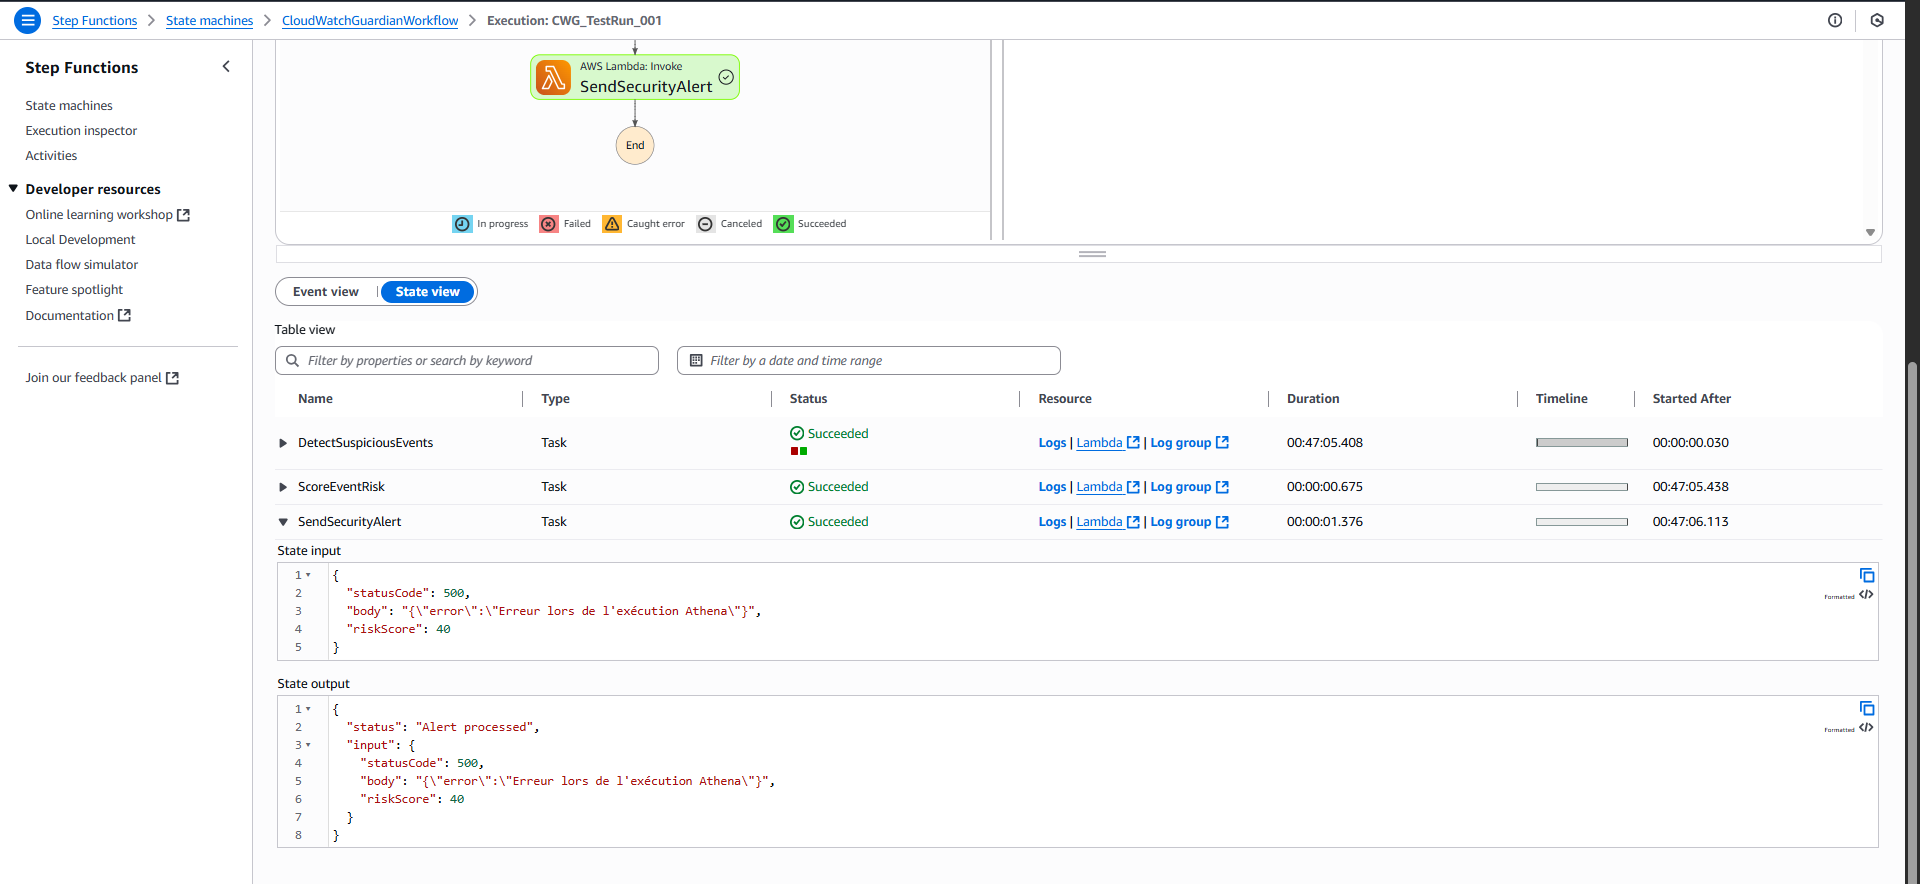 Step Functions > State machines > CloudWatchGuardianWorkflow > Execution: CWG_TestRun_001
Step Functions
State machines
Execution inspector
Activities
Developer resources
Online learning workshop
Local Development
Data flow simulator
Feature spotlight
Documentation
Join our feedback panel
AWS Lambda: Invoke
SendSecurityAlert
End
In progress Failed Caught error Canceled Succeeded
Event view | State view
Table view
Filter by properties or search by keyword Filter by a date and time range
Name Type Status Resource Duration Timeline Started After
DetectSuspiciousEvents Task Succeeded Logs | Lambda | Log group 00:47:05.408 00:00:00.030
ScoreEventRisk Task Succeeded Logs | Lambda | Log group 00:00:00.675 00:47:05.438
SendSecurityAlert Task Succeeded Logs | Lambda | Log group 00:00:01.376 00:47:06.113
State input
1 {
2 "statusCode": 500,
3 "body": "{\"error\":\"Erreur lors de l'exécution Athena\"}",
4 "riskScore": 40
5 }
Formatted </>
State output
1 {
2 "status": "Alert processed",
3 "input": {
4 "statusCode": 500,
5 "body": "{\"error\":\"Erreur lors de l'exécution Athena\"}",
6 "riskScore": 40
7 }
8 }
Formatted </>